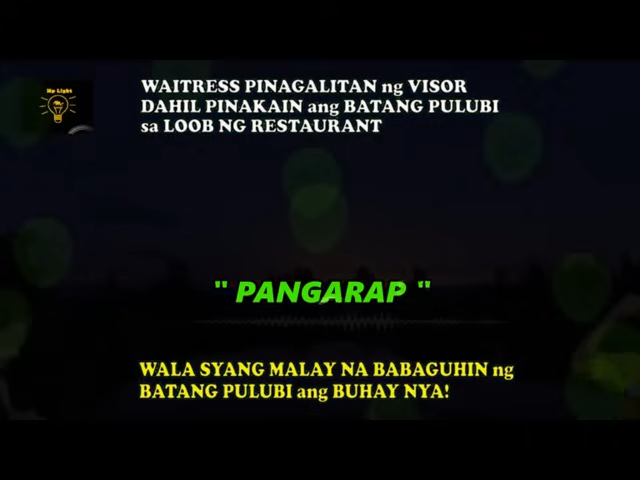 Mp Light
WAITRESS PINAGALITAN ng VISOR
DAHIL PINAKAIN ang BATANG PULUBI
sa LOOB NG RESTAURANT
" PANGARAP "
WALA SYANG MALAY NA BABAGUHIN ng
BATANG PULUBI ang BUHAY NYA!